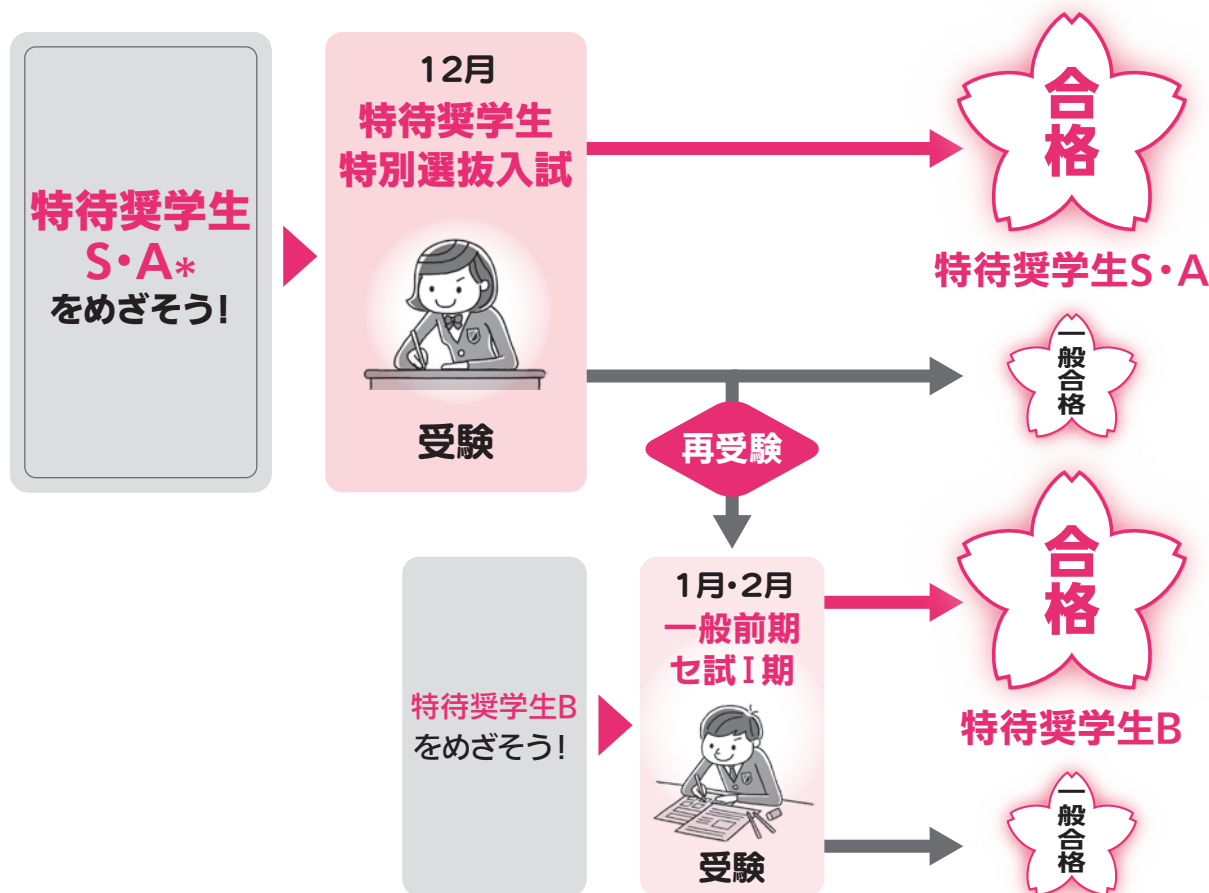 特待奨学生
S・A*
をめざそう!
12月
特待奨学生
特別選抜入試
受験
合格
特待奨学生S・A
一般合格
再受験
特待奨学生B
をめざそう!
1月・2月
一般前期
セ試Ⅰ期
受験
合格
特待奨学生B
一般合格